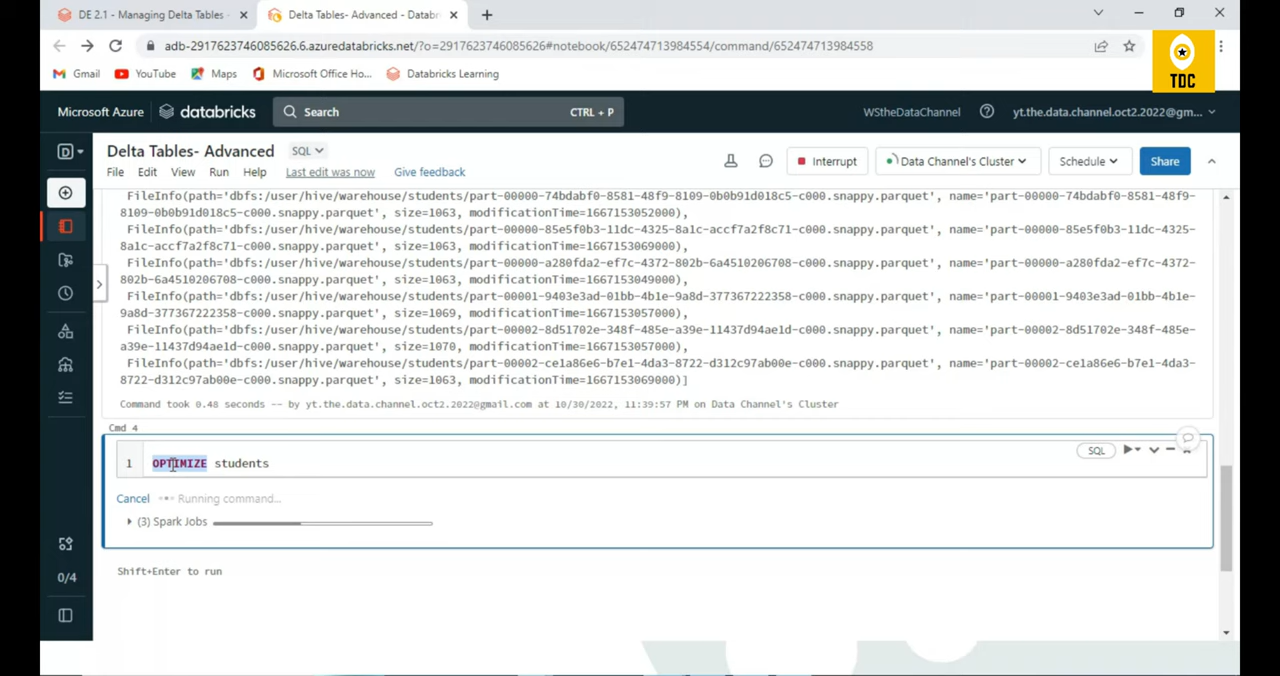 DE 2.1 - Managing Delta Tables -
Delta Tables- Advanced - Databri
adb-2917623746085626.6.azuredatabricks.net/?o=2917623746085626#notebook/652474713984554/command/652474713984558
TDC
Gmail
YouTube
Maps
Microsoft Office Ho...
Databricks Learning
Microsoft Azure
databricks
Search
CTRL + P
WStheDataChannel
yt.the.data.channel.oct2.2022@gm...
Delta Tables- Advanced
SQL
Interrupt
Data Channel's Cluster
Schedule
Share
File Edit View Run Help Last edit was now Give feedback
FileInfo(path='dbfs:/user/hive/warehouse/students/part-00000-74bdabf0-8581-48f9-8109-0b0b91d018c5-c000.snappy.parquet', name='part-00000-74bdabf0-8581-48f9-
8109-0b0b91d018c5-c000.snappy.parquet', size=1063, modificationTime=1667153052000),
FileInfo(path='dbfs:/user/hive/warehouse/students/part-00000-85e5f0b3-11dc-4325-8a1c-accf7a2f8c71-c000.snappy.parquet', name='part-00000-85e5f0b3-11dc-4325-
8a1c-accf7a2f8c71-c000.snappy.parquet', size=1063, modificationTime=1667153069000),
FileInfo(path='dbfs:/user/hive/warehouse/students/part-00000-a280fda2-ef7c-4372-802b-6a4510206708-c000.snappy.parquet', name='part-00000-a280fda2-ef7c-4372-
802b-6a4510206708-c000.snappy.parquet', size=1063, modificationTime=1667153049000),
FileInfo(path='dbfs:/user/hive/warehouse/students/part-00001-9403e3ad-01bb-4b1e-9a8d-377367222358-c000.snappy.parquet', name='part-00001-9403e3ad-01bb-4b1e-
9a8d-377367222358-c000.snappy.parquet', size=1069, modificationTime=1667153057000),
FileInfo(path='dbfs:/user/hive/warehouse/students/part-00002-8d51702e-348f-485e-a39e-11437d94ae1d-c000.snappy.parquet', name='part-00002-8d51702e-348f-485e-
a39e-11437d94ae1d-c000.snappy.parquet', size=1070, modificationTime=1667153057000),
FileInfo(path='dbfs:/user/hive/warehouse/students/part-00002-ce1a86e6-b7e1-4da3-8722-d312c97ab00e-c000.snappy.parquet', name='part-00002-ce1a86e6-b7e1-4da3-
8722-d312c97ab00e-c000.snappy.parquet', size=1063, modificationTime=1667153069000)]
Command took 0.48 seconds -- by yt.the.data.channel.oct2.2022@gmail.com at 10/30/2022, 11:39:57 PM on Data Channel's Cluster
Cmd 4
SQL
1 OPTIMIZE students
Cancel Running command...
(3) Spark Jobs
Shift+Enter to run
0/4